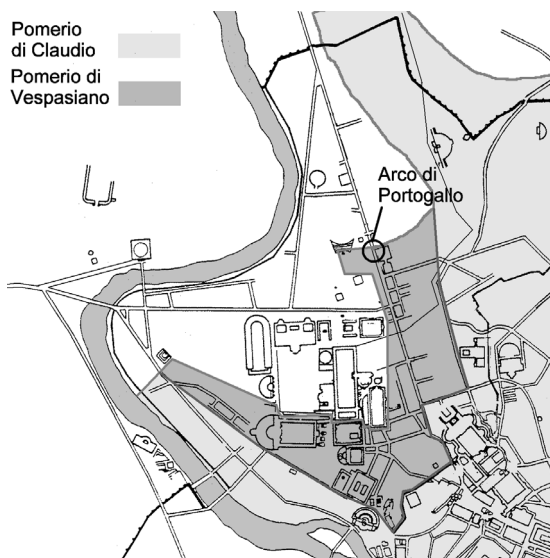 Pomerio
di Claudio
Pomerio di
Vespasiano
Arco di
Portogallo